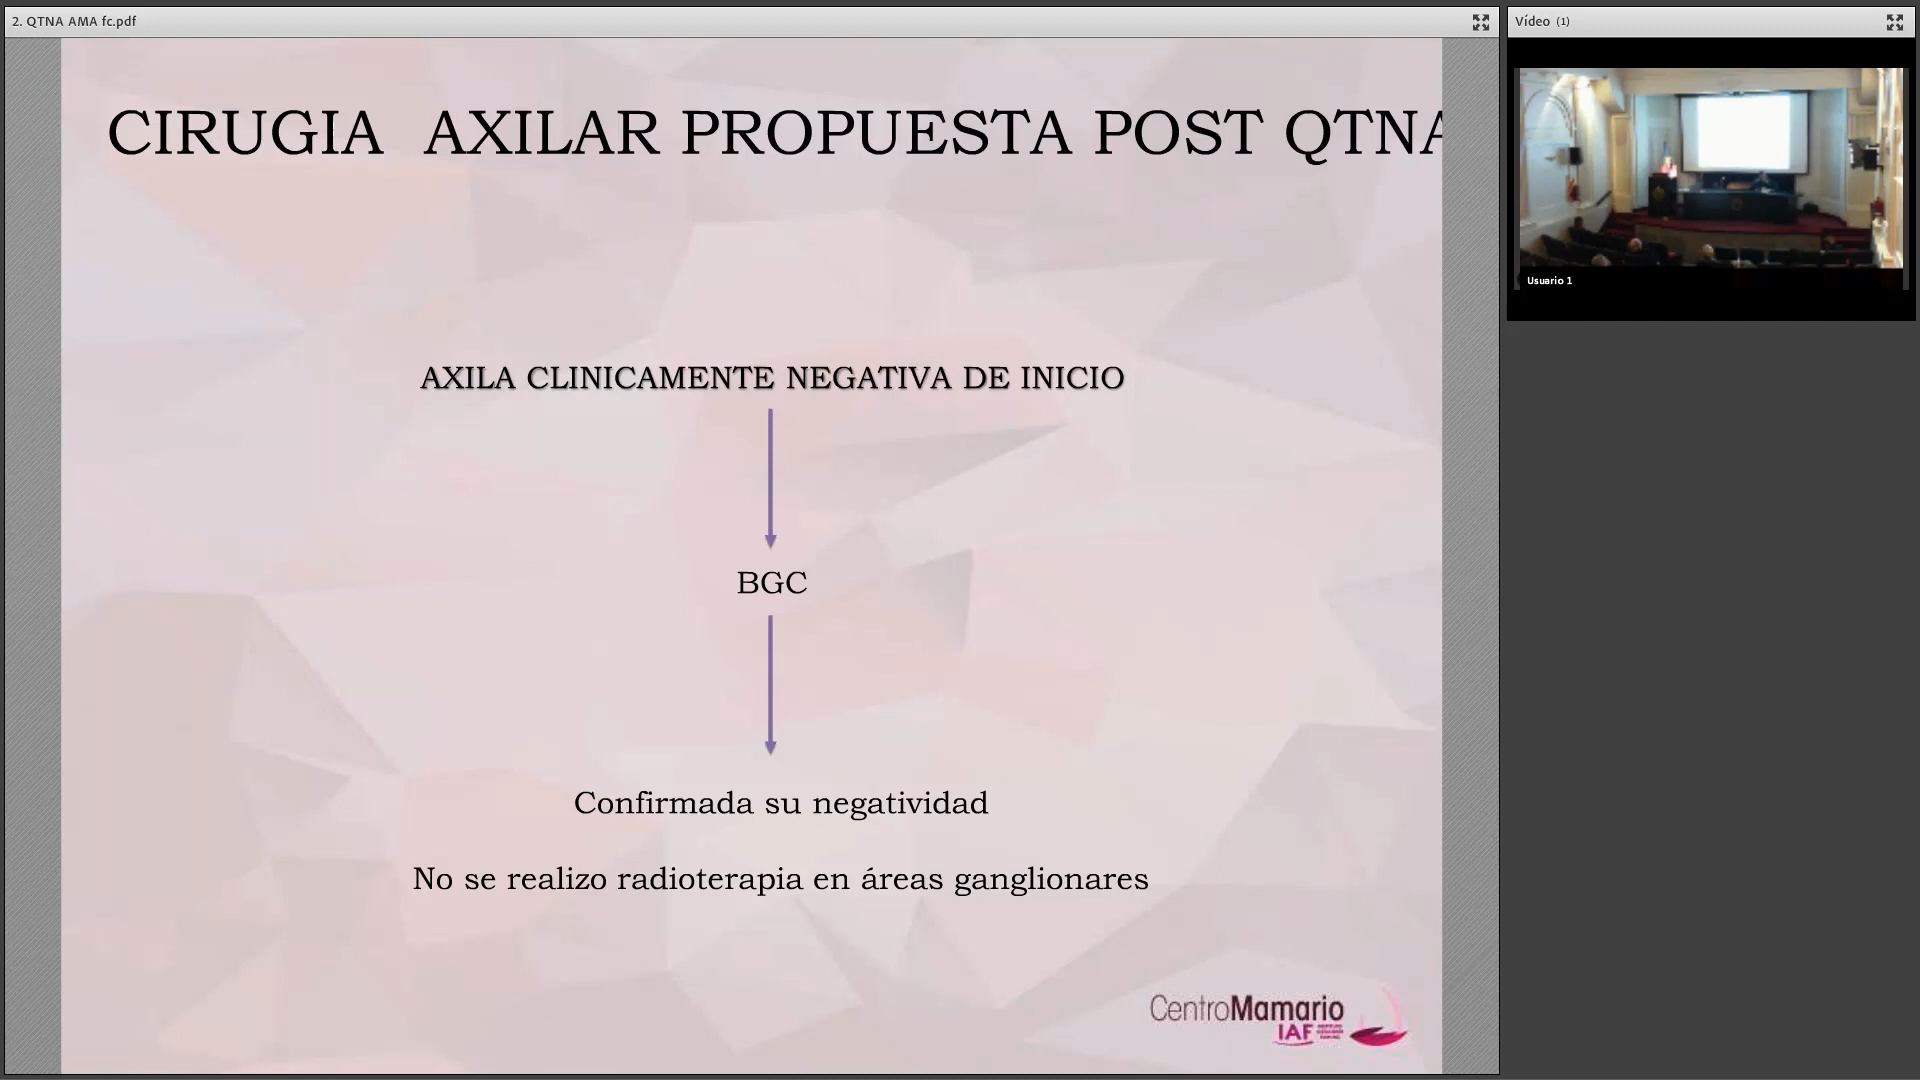 2. QTNA AMA fc.pdf
Vídeo (1)
CIRUGIA AXILAR PROPUESTA POST QTNA
AXILA CLINICAMENTE NEGATIVA DE INICIO
BGC
Confirmada su negatividad
No se realizo radioterapia en áreas ganglionares
CentroMamario
IAF
Usuario 1